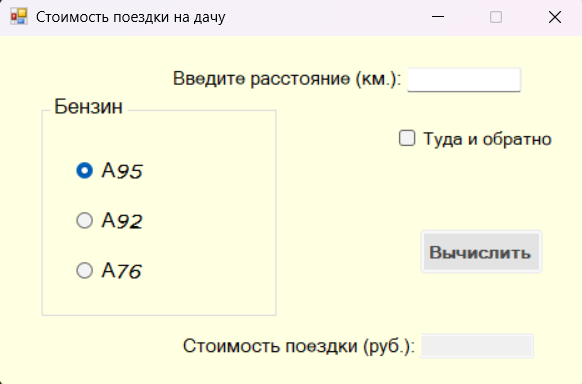 Стоимость поездки на дачу
Введите расстояние (км.):
Бензин
Туда и обратно
А95
А92
А76
Вычислить
Стоимость поездки (руб.):